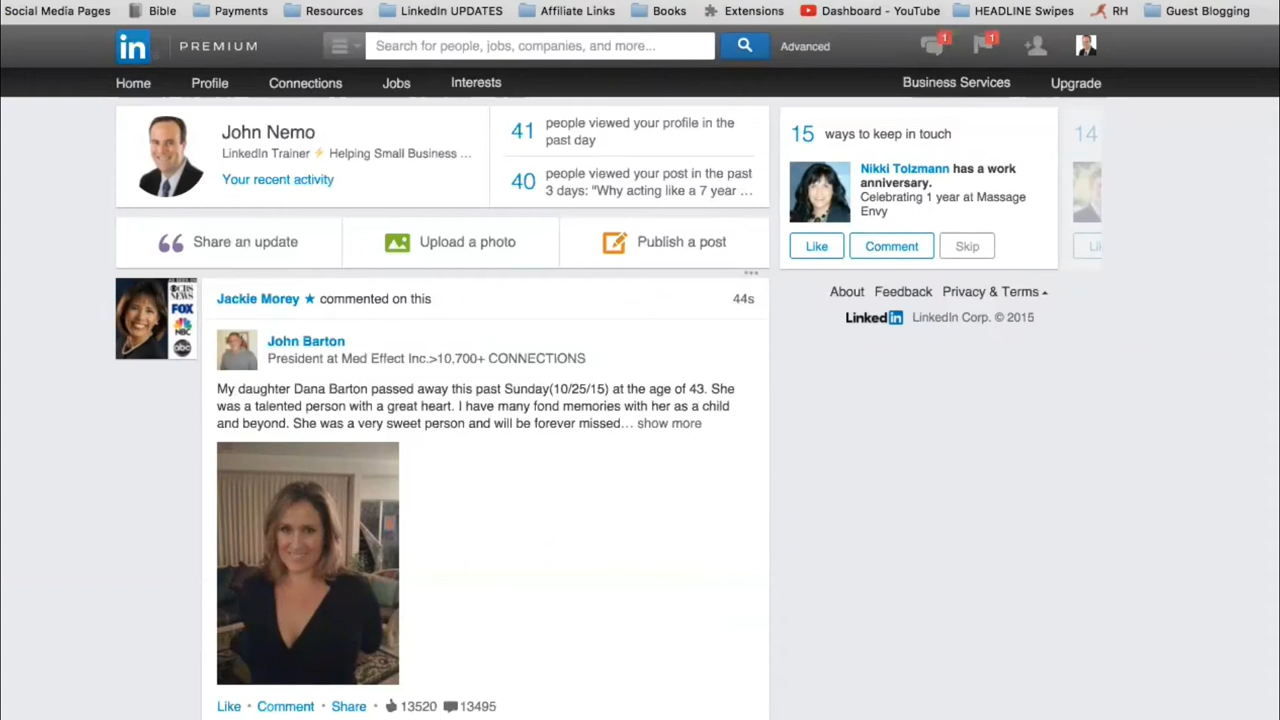 Social Media Pages Bible Payments Resources LinkedIn UPDATES Affiliate Links Books Extensions Dashboard - YouTube HEADLINE Swipes RH Guest Blogging
in PREMIUM Search for people, jobs, companies, and more... Advanced 1 1
Home Profile Connections Jobs Interests Business Services Upgrade
John Nemo
LinkedIn Trainer ⚡ Helping Small Business ...
Your recent activity
41 people viewed your profile in the
past day
40 people viewed your post in the past
3 days: "Why acting like a 7 year ...
15 ways to keep in touch
14
Nikki Tolzmann has a work
anniversary.
Celebrating 1 year at Massage
Envy
Like Comment Skip
Li
Share an update Upload a photo Publish a post
About Feedback Privacy & Terms
LinkedIn LinkedIn Corp. © 2015
CBS
NEWS
FOX
NBC
abc
Jackie Morey ★ commented on this 44s
John Barton
President at Med Effect Inc.>10,700+ CONNECTIONS
My daughter Dana Barton passed away this past Sunday(10/25/15) at the age of 43. She
was a talented person with a great heart. I have many fond memories with her as a child
and beyond. She was a very sweet person and will be forever missed... show more
Like • Comment • Share • 13520 13495